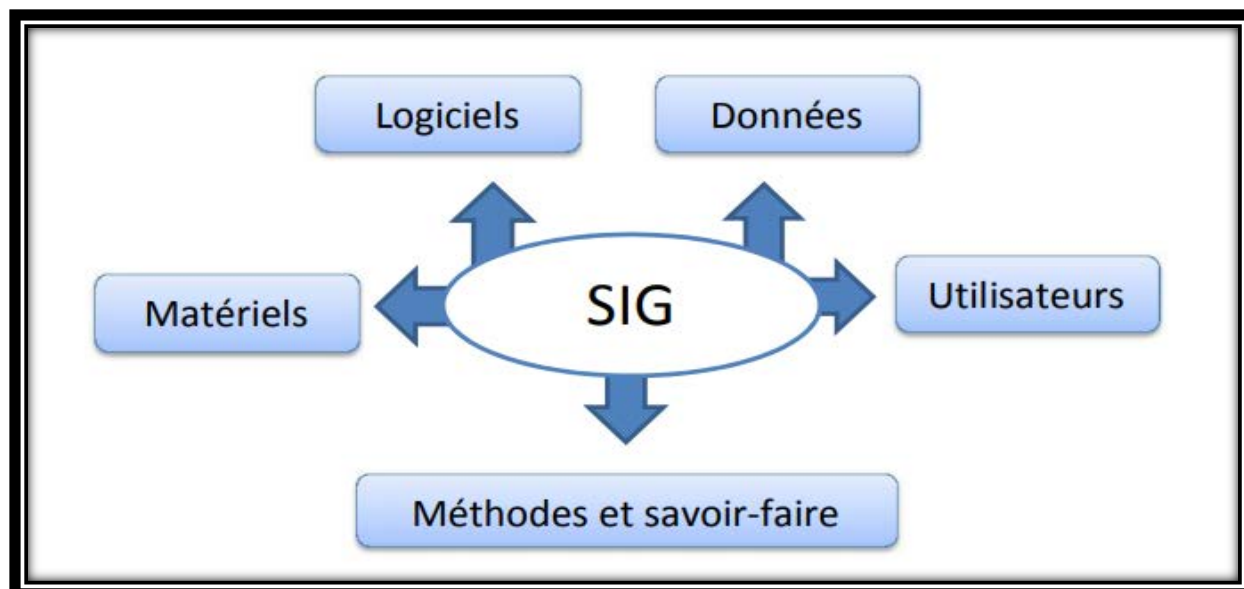 Logiciels
Données
Matériels
SIG
Utilisateurs
Méthodes et savoir-faire